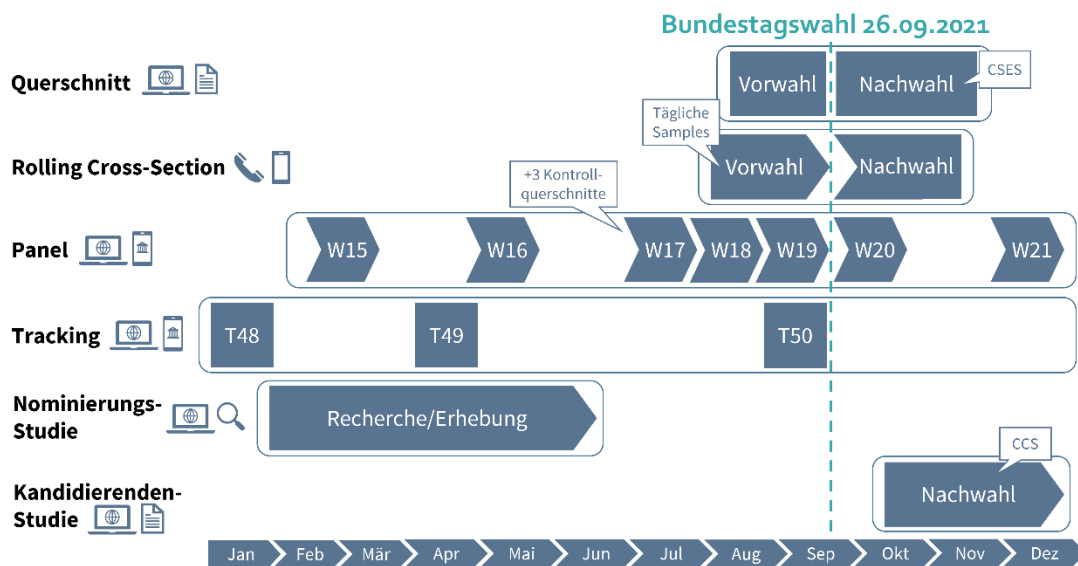 Bundestagswahl 26.09.2021
Querschnitt
Vorwahl
Nachwahl
CSES
Tägliche
Samples
Rolling Cross-Section
Vorwahl
Nachwahl
+3 Kontroll-
querschnitte
Panel
W15
W16
W17
W18
W19
W20
W21
Tracking
T48
T49
T50
Nominierungs-
Studie
Recherche/Erhebung
CCS
Kandidierenden-
Studie
Nachwahl
Jan
Feb
Mär
Apr
Mai
Jun
Jul
Aug
Sep
Okt
Nov
Dez